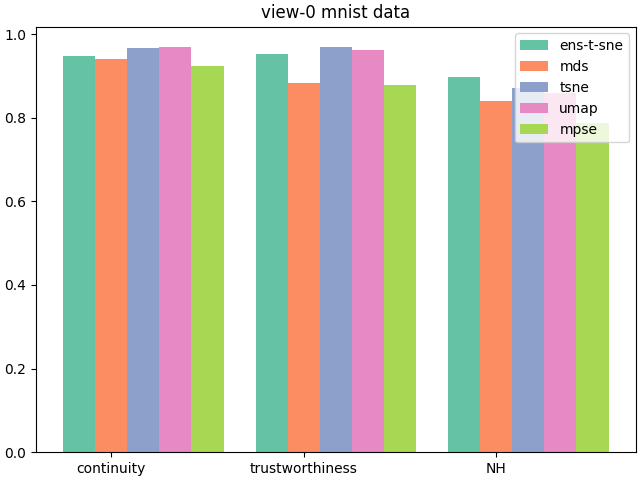 view-0 mnist data
1.0
0.8
0.6
0.4
0.2
0.0
ens-t-sne
mds
tsne
umap
mpse
continuity
trustworthiness
NH